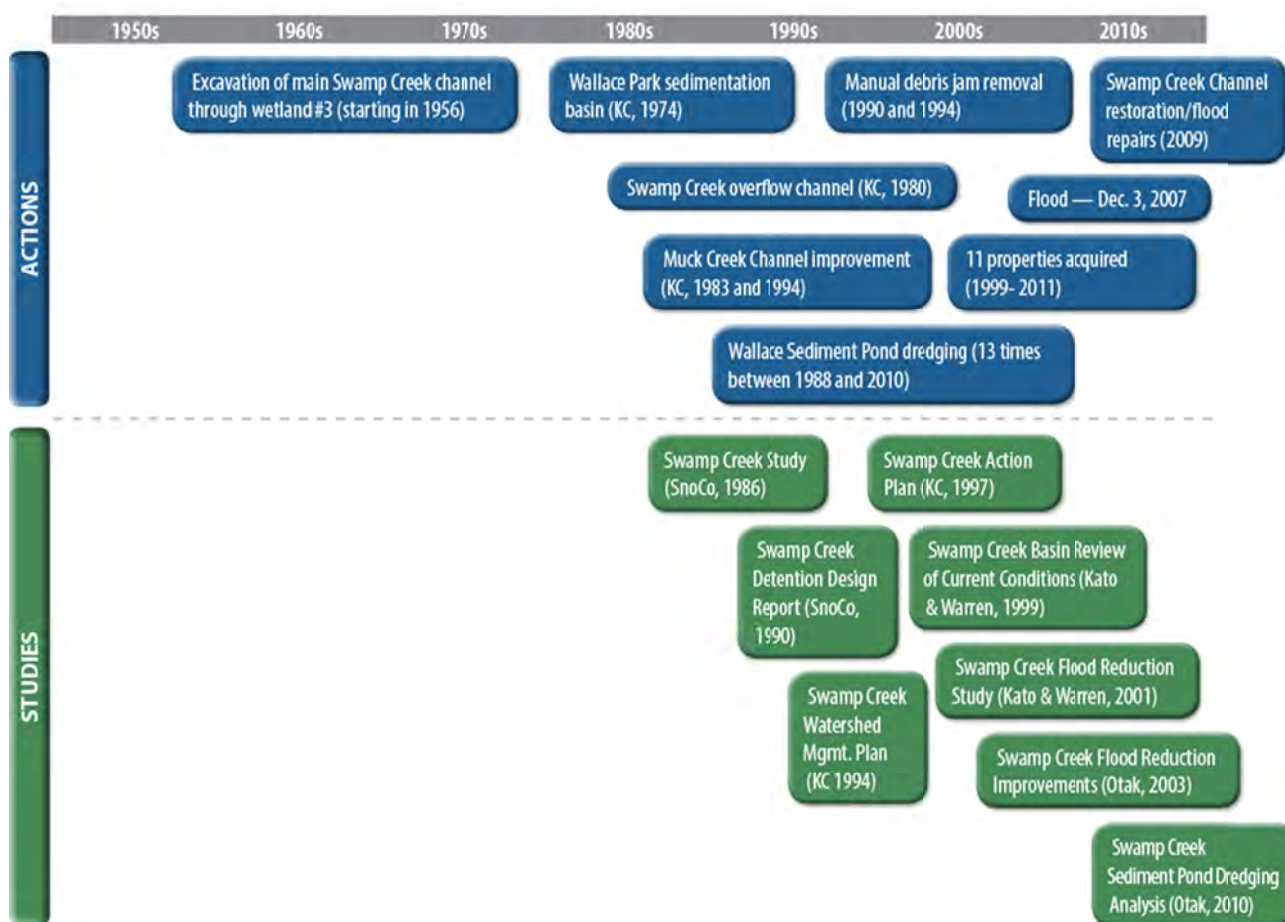 1950s 1960s 1970s 1980s 1990s 2000s 2010s
ACTIONS
Excavation of main Swamp Creek channel
through wetland #3 (starting in 1956)
Wallace Park sedimentation
basin (KC, 1974)
Manual debris jam removal
(1990 and 1994)
Swamp Creek Channel
restoration/flood
repairs (2009)
Swamp Creek overflow channel (KC, 1980)
Flood — Dec. 3, 2007
Muck Creek Channel improvement
(KC, 1983 and 1994)
11 properties acquired
(1999- 2011)
Wallace Sediment Pond dredging (13 times
between 1988 and 2010)
STUDIES
Swamp Creek Study
(SnoCo, 1986)
Swamp Creek Action
Plan (KC, 1997)
Swamp Creek
Detention Design
Report (SnoCo,
1990)
Swamp Creek Basin Review
of Current Conditions (Kato
& Warren, 1999)
Swamp Creek Flood Reduction
Study (Kato & Warren, 2001)
Swamp Creek
Watershed
Mgmt. Plan
(KC 1994)
Swamp Creek Flood Reduction
Improvements (Otak, 2003)
Swamp Creek
Sediment Pond Dredging
Analysis (Otak, 2010)